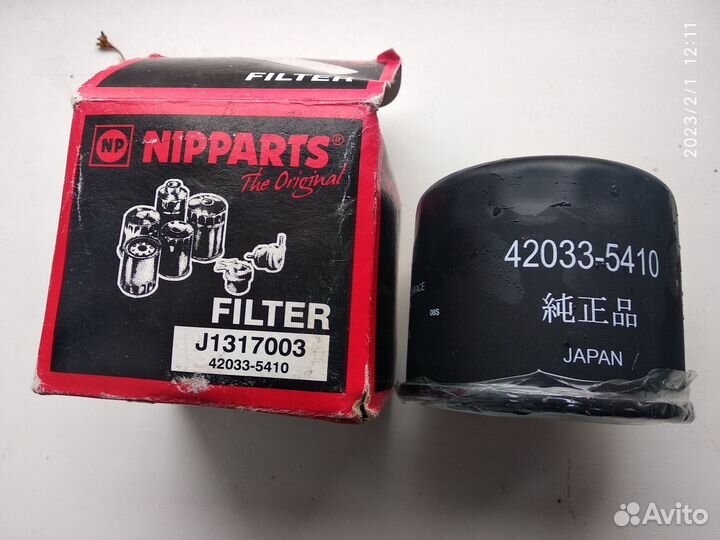 FILTER
NP NIPPARTS®
The Original
FILTER
J1317003
42033-5410
42033-5410
純正品
JAPAN
08S
2023/2/1 12:11
Avito